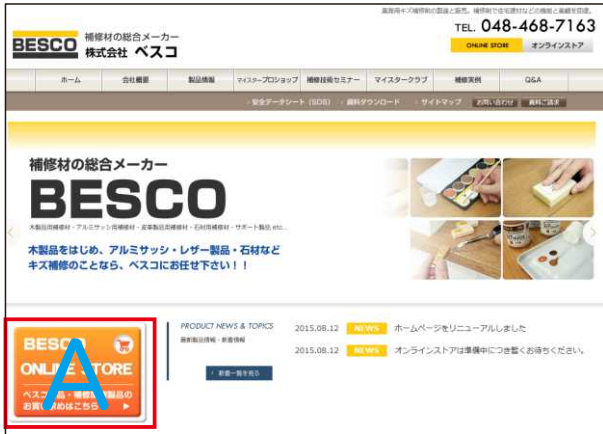 業務用キズ補修剤の製造と販売。補修剤で住宅建材などの機能と美観を回復。
BESCO 補修材の総合メーカー
株式会社 ベスコ
TEL. 048-468-7163
ONLINE STORE オンラインストア
ホーム 会社概要 製品情報 マイスタープロショップ 補修技術セミナー マイスタークラブ 補修実例 Q&A
安全データシート (SDS) 資料ダウンロード サイトマップ お問い合わせ 資料ご請求
補修材の総合メーカー
BESCO
木製品用補修材・アルミサッシ用補修材・皮革製品用補修材・石材用補修材・サポート製品 etc...
木製品をはじめ、アルミサッシ・レザー製品・石材など
キズ補修のことなら、ベスコにお任せ下さい！！
BESCO
ONLINE STORE
お買い求めはこちら
A
PRODUCT NEWS & TOPICS
最新製品情報・新着情報
新着一覧を見る
2015.08.12 NEWS ホームページをリニューアルしました
2015.08.12 NEWS オンラインストアは準備中につき暫くお待ちください。